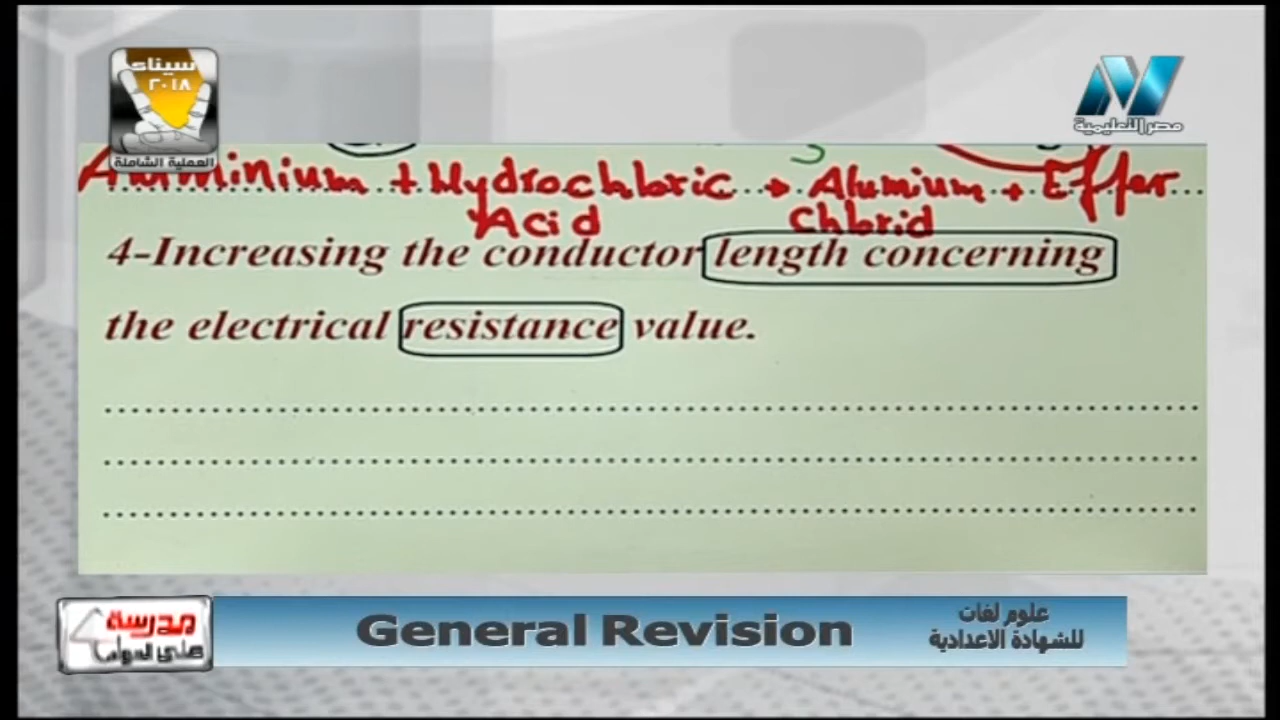 سيناء
٢٠١٨
العملية الشاملة
مصر التعليمية
Aluminium + Hydrochloric → Alumium + Effer
Acid Chlorid
4-Increasing the conductor length concerning
the electrical resistance value.
مدرسة
على الهواء
General Revision
علوم لغات
للشهادة الاعدادية